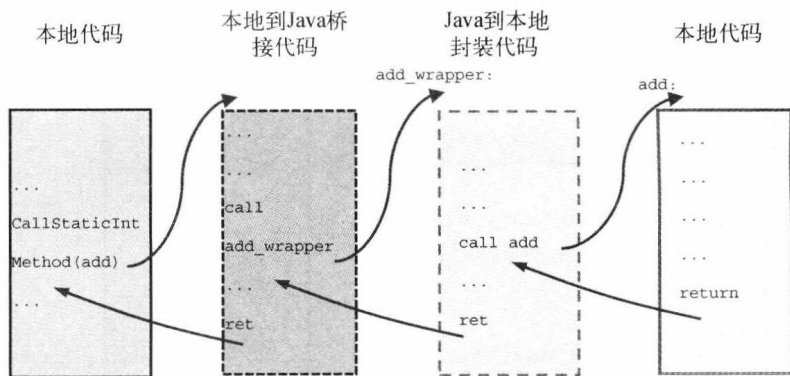 本地代码
本地到Java桥
接代码
Java到本地
封装代码
本地代码
add_wrapper:
add:
...
CallStaticInt
Method(add)
...
...
...
call
add_wrapper
...
ret
...
...
call add
...
ret
...
...
...
...
return